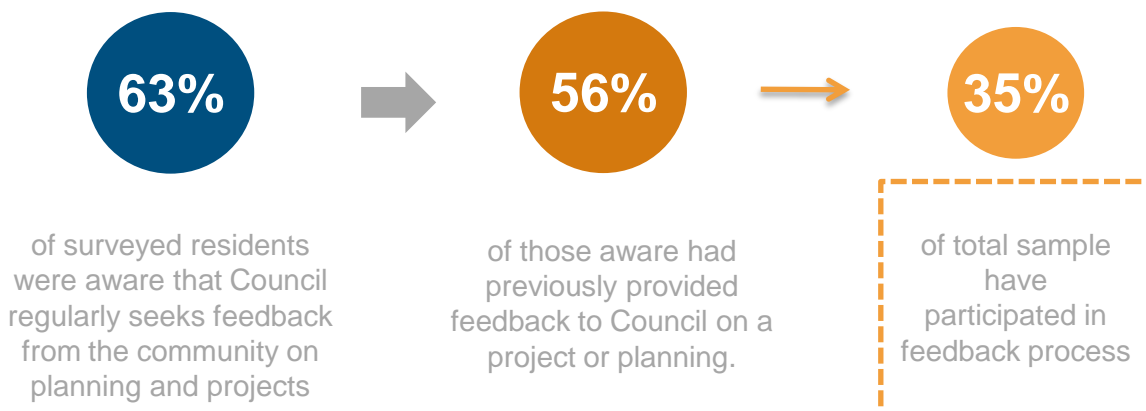 63%
of surveyed residents
were aware that Council
regularly seeks feedback
from the community on
planning and projects
56%
of those aware had
previously provided
feedback to Council on a
project or planning.
35%
of total sample
have
participated in
feedback process